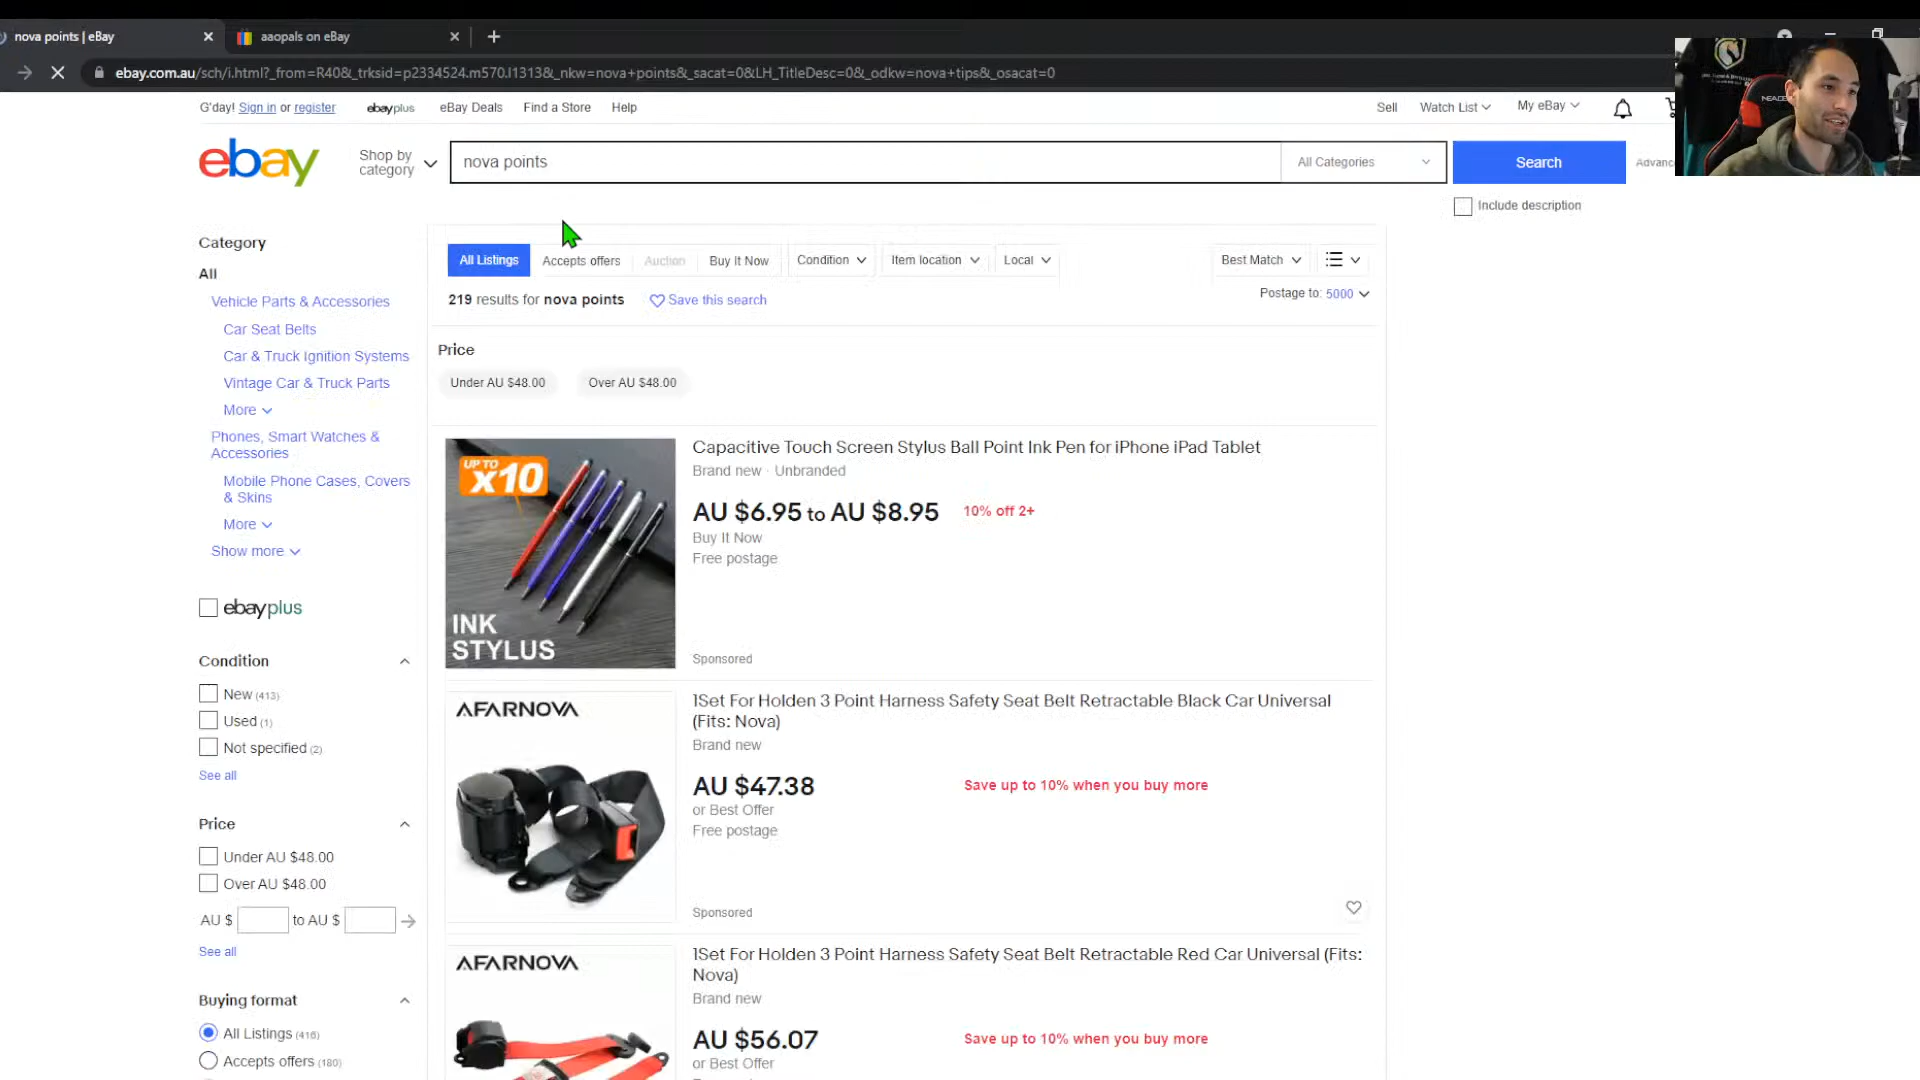 nova points | eBay
aaopals on eBay
ebay.com.au/sch/i.html?_from=R40&_trksid=p2334524.m570.l1313&_nkw=nova+points&_sacat=0&LH_TitleDesc=0&_odkw=nova+tips&_osacat=0
G'day! Sign in or register
ebayplus
eBay Deals
Find a Store
Help
Sell
Watch List
My eBay
ebay
Shop by category
nova points
All Categories
Search
Advanc
Include description
Category
All
Vehicle Parts & Accessories
Car Seat Belts
Car & Truck Ignition Systems
Vintage Car & Truck Parts
More
Phones, Smart Watches &
Accessories
Mobile Phone Cases, Covers
& Skins
More
Show more
ebayplus
Condition
New (413)
Used (1)
Not specified (2)
See all
Price
Under AU $48.00
Over AU $48.00
AU $ to AU $
See all
Buying format
All Listings (416)
Accepts offers (180)
All Listings
Accepts offers
Auction
Buy It Now
Condition
Item location
Local
Best Match
219 results for nova points
Save this search
Postage to: 5000
Price
Under AU $48.00
Over AU $48.00
UP TO
x10
INK
STYLUS
Capacitive Touch Screen Stylus Ball Point Ink Pen for iPhone iPad Tablet
Brand new · Unbranded
AU $6.95 to AU $8.95
10% off 2+
Buy It Now
Free postage
Sponsored
AFARNOVA
1Set For Holden 3 Point Harness Safety Seat Belt Retractable Black Car Universal
(Fits: Nova)
Brand new
AU $47.38
Save up to 10% when you buy more
or Best Offer
Free postage
Sponsored
AFARNOVA
1Set For Holden 3 Point Harness Safety Seat Belt Retractable Red Car Universal (Fits:
Nova)
Brand new
AU $56.07
Save up to 10% when you buy more
or Best Offer